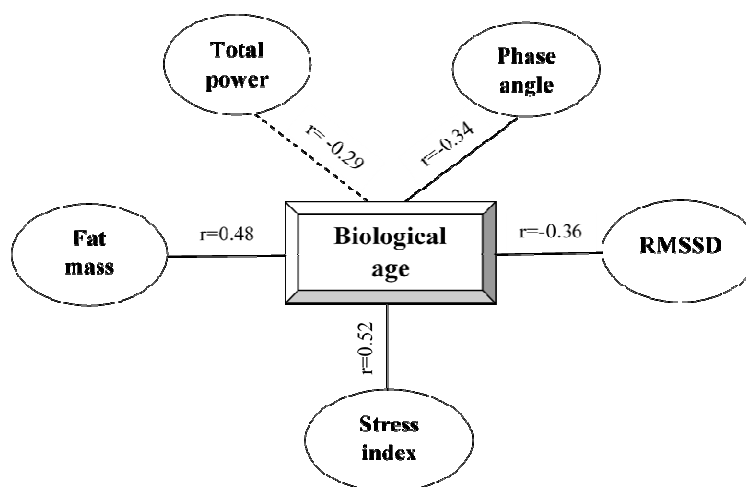 Total
power
Phase
angle
r= -0.29
r=-0.34
Fat
mass
r=0.48
Biological
age
r=-0.36
RMSSD
r=0.52
Stress
index